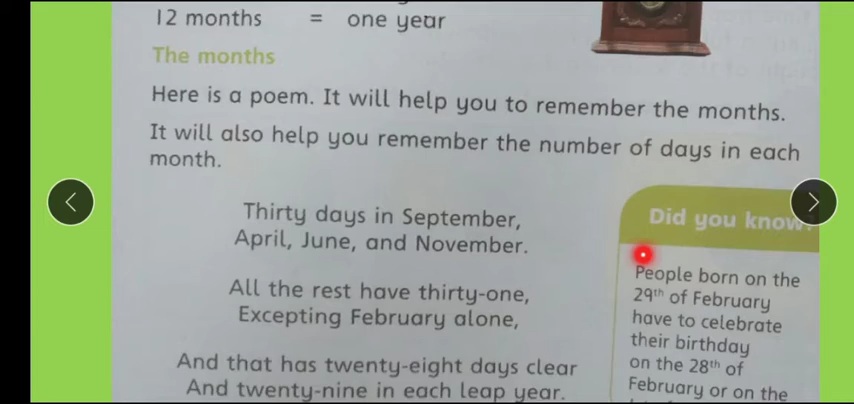 12 months = one year
The months
Here is a poem. It will help you to remember the months.
It will also help you remember the number of days in each
month.
Thirty days in September,
April, June, and November.
All the rest have thirty-one,
Excepting February alone,
And that has twenty-eight days clear
And twenty-nine in each leap year.
Did you know?
People born on the
29th of February
have to celebrate
their birthday
on the 28th of
February or on the